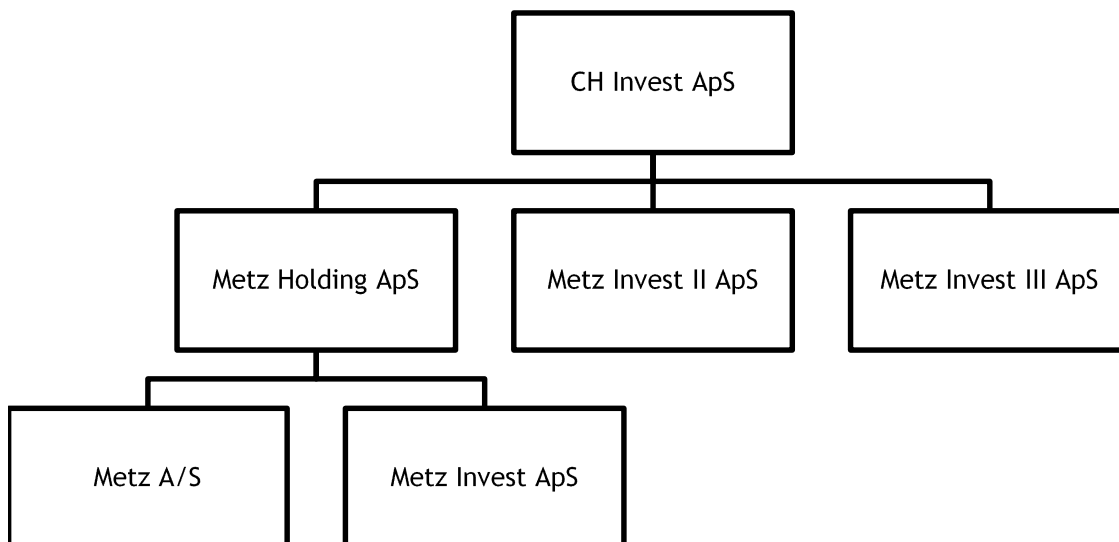 CH Invest ApS
Metz Holding ApS
Metz Invest II ApS
Metz Invest III ApS
Metz A/S
Metz Invest ApS